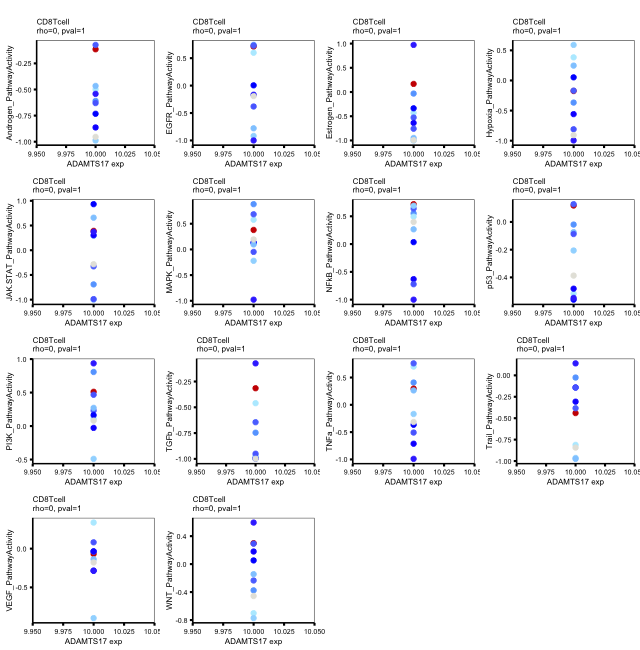 CD8Tcell
rho=0, pval=1
Androgen_PathwayActivity
-0.25
-0.50
-0.75
-1.00
9.950 9.975 10.000 10.025 10.05
ADAMTS17 exp
CD8Tcell
rho=0, pval=1
EGFR_PathwayActivity
0.5
0.0
-0.5
-1.0
9.950 9.975 10.000 10.025 10.05
ADAMTS17 exp
CD8Tcell
rho=0, pval=1
Estrogen_PathwayActivity
1.0
0.5
0.0
-0.5
-1.0
9.950 9.975 10.000 10.025 10.05
ADAMTS17 exp
CD8Tcell
rho=0, pval=1
Hypoxia_PathwayActivity
0.5
0.0
-0.5
-1.0
9.950 9.975 10.000 10.025 10.05
ADAMTS17 exp
CD8Tcell
rho=0, pval=1
JAK.STAT_PathwayActivity
1.0
0.5
0.0
-0.5
-1.0
9.950 9.975 10.000 10.025 10.05
ADAMTS17 exp
CD8Tcell
rho=0, pval=1
MAPK_PathwayActivity
0.5
0.0
-0.5
-1.0
9.950 9.975 10.000 10.025 10.05
ADAMTS17 exp
CD8Tcell
rho=0, pval=1
NFkB_PathwayActivity
0.5
0.0
-0.5
-1.0
9.950 9.975 10.000 10.025 10.05
ADAMTS17 exp
CD8Tcell
rho=0, pval=1
p53_PathwayActivity
0.0
-0.2
-0.4
9.950 9.975 10.000 10.025 10.05
ADAMTS17 exp
CD8Tcell
rho=0, pval=1
PI3K_PathwayActivity
1.0
0.5
0.0
-0.5
9.950 9.975 10.000 10.025 10.05
ADAMTS17 exp
CD8Tcell
rho=0, pval=1
TGFb_PathwayActivity
-0.25
-0.50
-0.75
-1.00
9.950 9.975 10.000 10.025 10.05
ADAMTS17 exp
CD8Tcell
rho=0, pval=1
TNFa_PathwayActivity
0.5
0.0
-0.5
-1.0
9.950 9.975 10.000 10.025 10.05
ADAMTS17 exp
CD8Tcell
rho=0, pval=1
Trail_PathwayActivity
0.00
-0.25
-0.50
-0.75
-1.00
9.950 9.975 10.000 10.025 10.05
ADAMTS17 exp
CD8Tcell
rho=0, pval=1
VEGF_PathwayActivity
0.0
-0.5
9.950 9.975 10.000 10.025 10.05
ADAMTS17 exp
CD8Tcell
rho=0, pval=1
WNT_PathwayActivity
0.4
0.0
-0.4
-0.8
9.950 9.975 10.000 10.025 10.050
ADAMTS17 exp